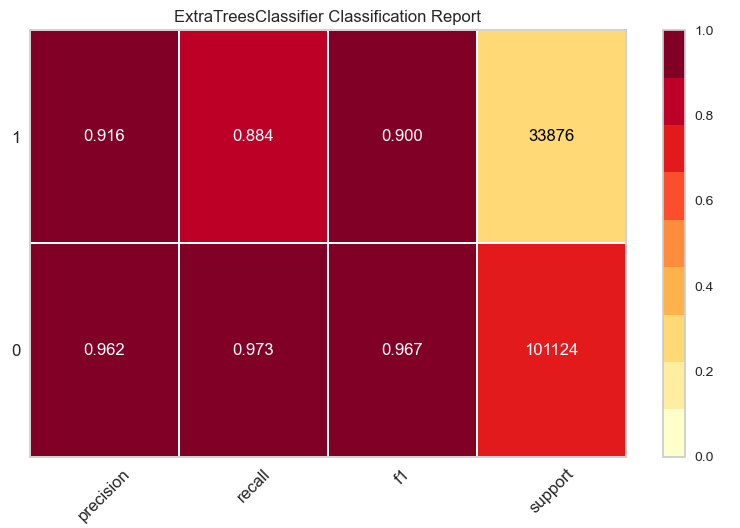 ExtraTreesClassifier Classification Report
1 0.916 0.884 0.900 33876
0 0.962 0.973 0.967 101124
precision recall f1 support
1.0
0.8
0.6
0.4
0.2
0.0